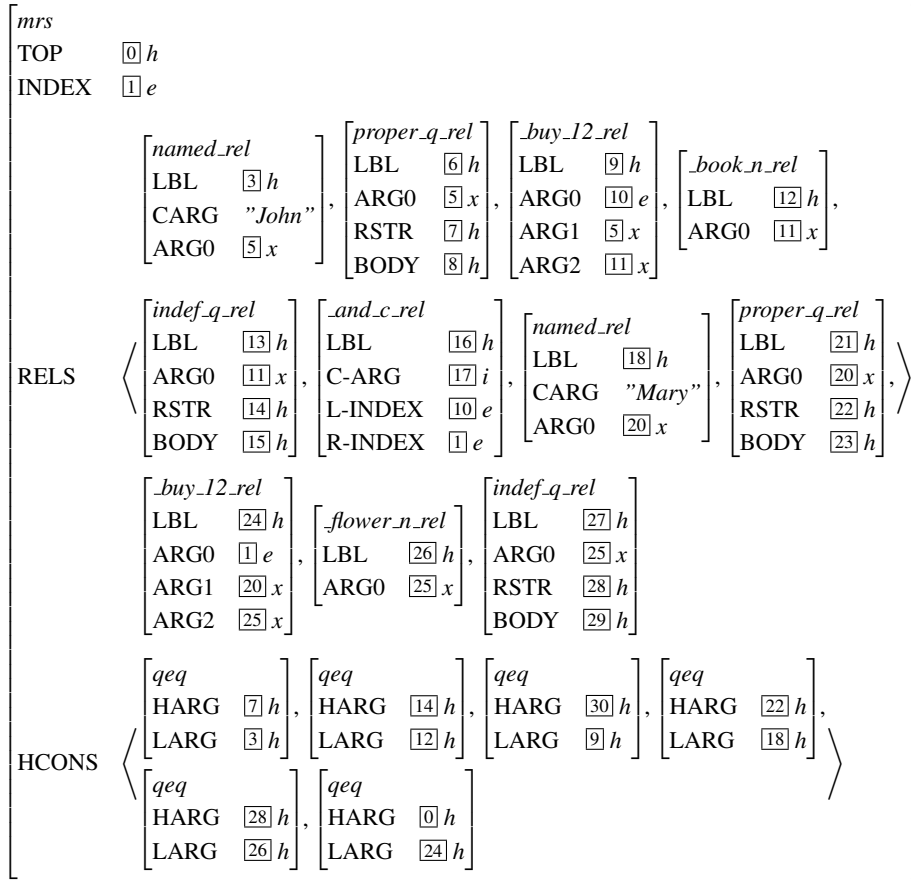 mrs
TOP 0 h
INDEX 1 e
RELS
named_rel
LBL 3 h
CARG ”John”
ARG0 5 x
,
proper_q_rel
LBL 6 h
ARG0 5 x
RSTR 7 h
BODY 8 h
,
_buy_12_rel
LBL 9 h
ARG0 10 e
ARG1 5 x
ARG2 11 x
,
_book_n_rel
LBL 12 h
ARG0 11 x
,
indef_q_rel
LBL 13 h
ARG0 11 x
RSTR 14 h
BODY 15 h
,
_and_c_rel
LBL 16 h
C-ARG 17 i
L-INDEX 10 e
R-INDEX 1 e
,
named_rel
LBL 18 h
CARG ”Mary”
ARG0 20 x
,
proper_q_rel
LBL 21 h
ARG0 20 x
RSTR 22 h
BODY 23 h
,
_buy_12_rel
LBL 24 h
ARG0 1 e
ARG1 20 x
ARG2 25 x
,
_flower_n_rel
LBL 26 h
ARG0 25 x
,
indef_q_rel
LBL 27 h
ARG0 25 x
RSTR 28 h
BODY 29 h
HCONS
qeq
HARG 7 h
LARG 3 h
,
qeq
HARG 14 h
LARG 12 h
,
qeq
HARG 30 h
LARG 9 h
,
qeq
HARG 22 h
LARG 18 h
,
qeq
HARG 28 h
LARG 26 h
,
qeq
HARG 0 h
LARG 24 h